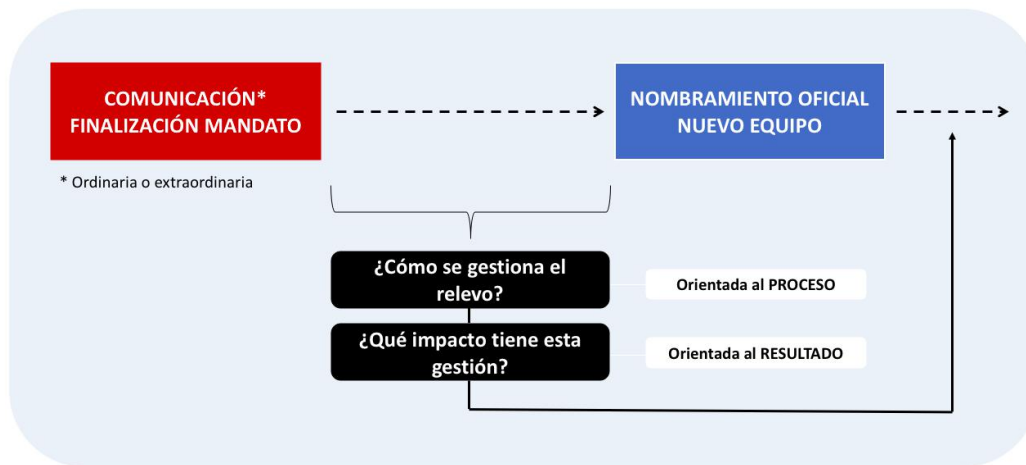 COMUNICACIÓN*
FINALIZACIÓN MANDATO
NOMBRAMIENTO OFICIAL
NUEVO EQUIPO
* Ordinaria o extraordinaria
¿Cómo se gestiona el
relevo?
Orientada al PROCESO
¿Qué impacto tiene esta
gestión?
Orientada al RESULTADO